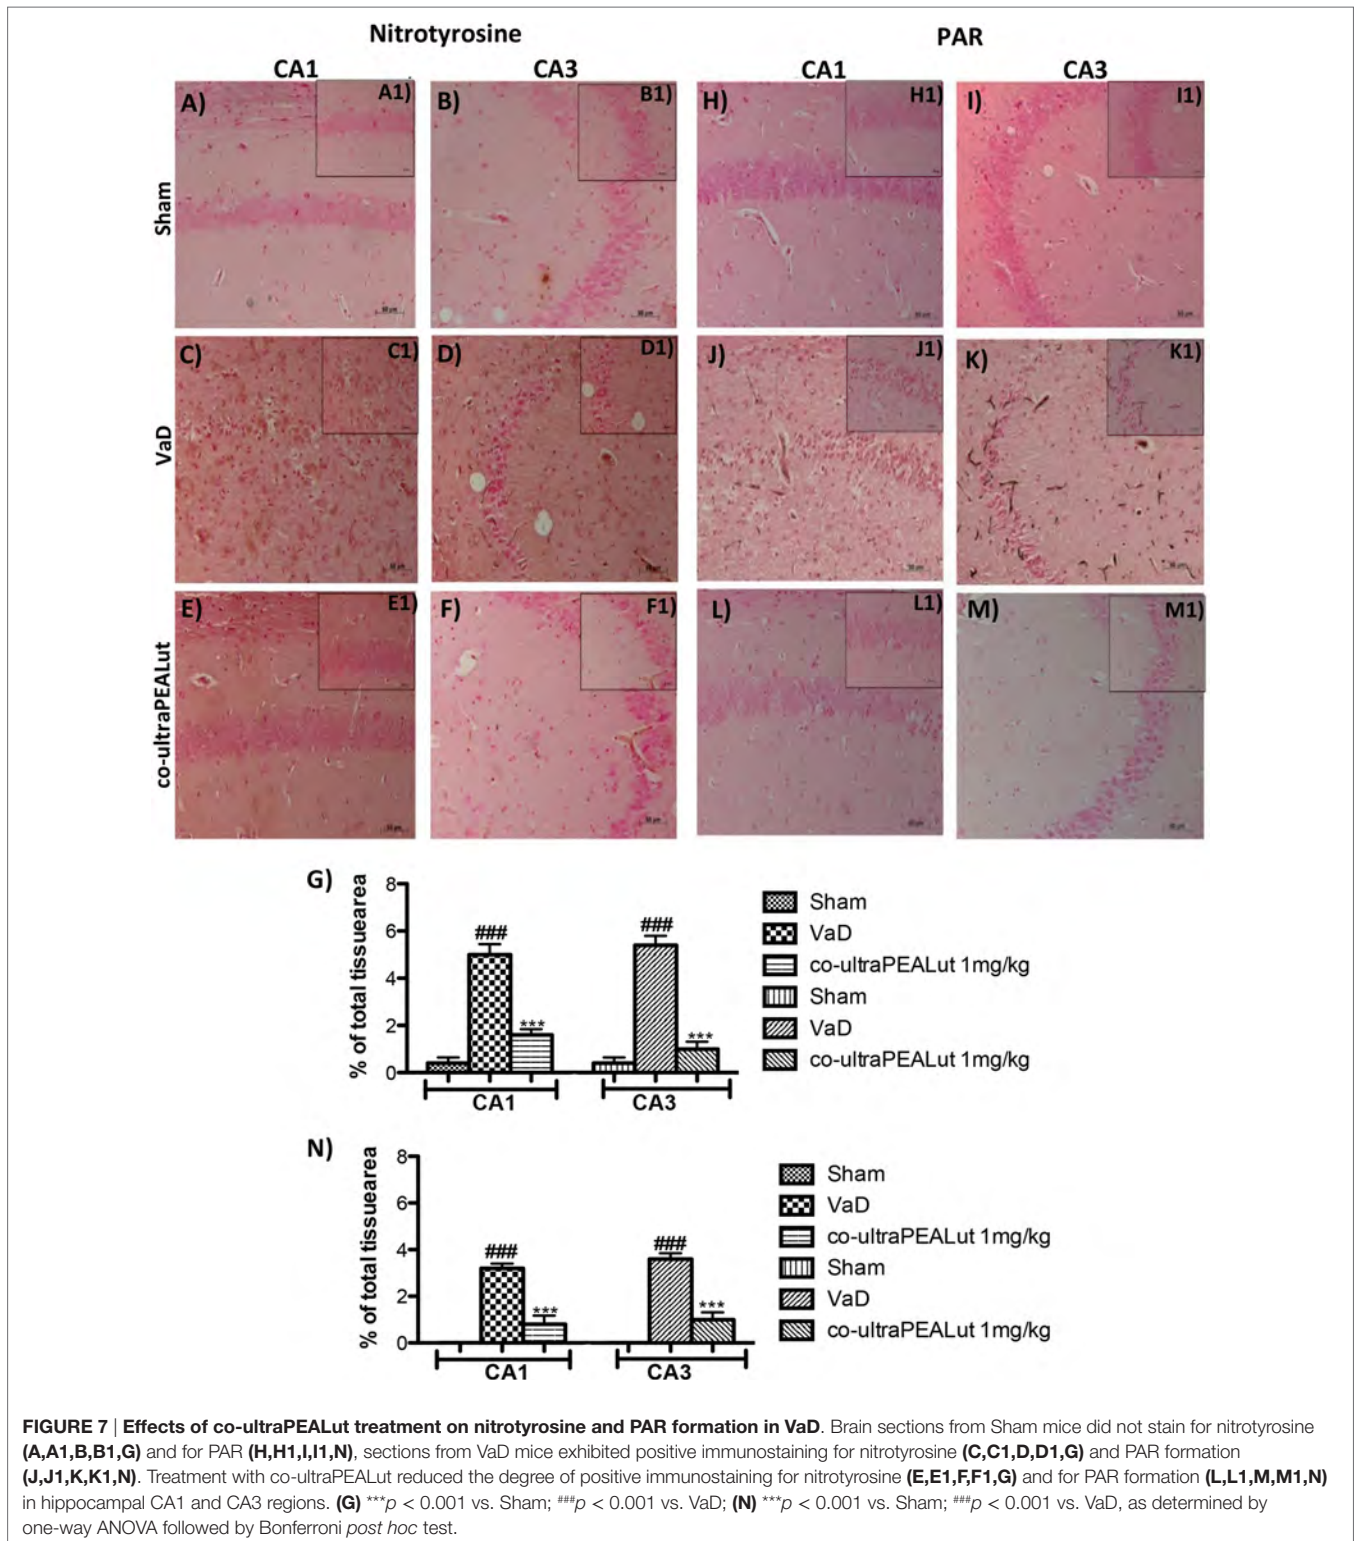 Nitrotyrosine PAR
CA1 CA3 CA1 CA3
Sham
A) A1) B) B1) H) H1) I) I1)
VaD
C) C1) D) D1) J) J1) K) K1)
co-ultraPEALut
E) E1) F) F1) L) L1) M) M1)
G)
% of total tissuearea
8
6
4
2
0
### *** ### ***
CA1 CA3
Sham
VaD
co-ultraPEALut 1mg/kg
Sham
VaD
co-ultraPEALut 1mg/kg
N)
% of total tissuearea
8
6
4
2
0
### *** ### ***
CA1 CA3
Sham
VaD
co-ultraPEALut 1mg/kg
Sham
VaD
co-ultraPEALut 1mg/kg
FIGURE 7 | Effects of co-ultraPEALut treatment on nitrotyrosine and PAR formation in VaD. Brain sections from Sham mice did not stain for nitrotyrosine
(A,A1,B,B1,G) and for PAR (H,H1,I,I1,N), sections from VaD mice exhibited positive immunostaining for nitrotyrosine (C,C1,D,D1,G) and PAR formation
(J,J1,K,K1,N). Treatment with co-ultraPEALut reduced the degree of positive immunostaining for nitrotyrosine (E,E1,F,F1,G) and for PAR formation (L,L1,M,M1,N)
in hippocampal CA1 and CA3 regions. (G) ***p < 0.001 vs. Sham; ###p < 0.001 vs. VaD; (N) ***p < 0.001 vs. Sham; ###p < 0.001 vs. VaD, as determined by
one-way ANOVA followed by Bonferroni post hoc test.